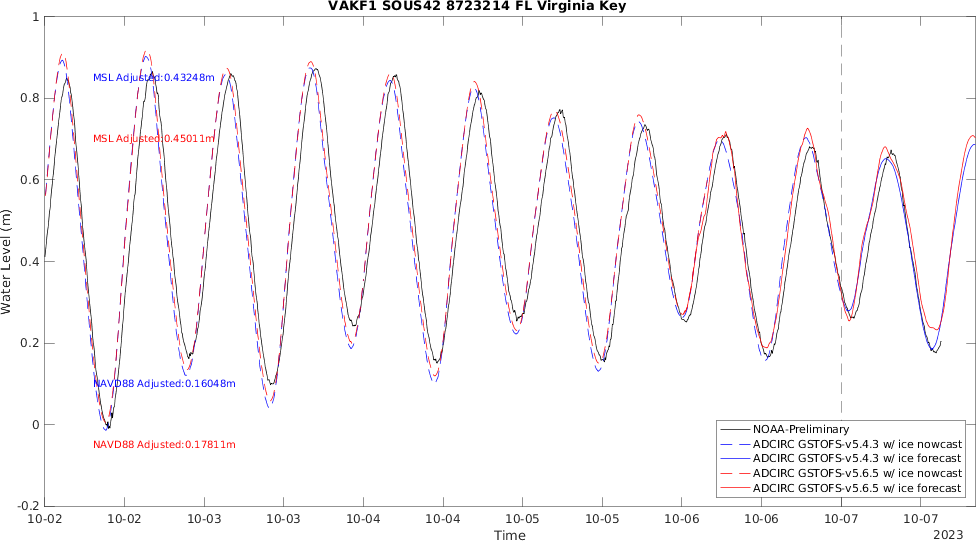 VAKF1 SOUS42 8723214 FL Virginia Key
1
0.8
0.6
0.4
0.2
0
-0.2
Water Level (m)
MSL Adjusted:0.43248m
MSL Adjusted:0.45011m
NAVD88 Adjusted:0.16048m
NAVD88 Adjusted:0.17811m
NOAA-Preliminary
ADCIRC GSTOFS-v5.4.3 w/ ice nowcast
ADCIRC GSTOFS-v5.4.3 w/ ice forecast
ADCIRC GSTOFS-v5.6.5 w/ ice nowcast
ADCIRC GSTOFS-v5.6.5 w/ ice forecast
10-02 10-02 10-03 10-03 10-04 10-04 10-05 10-05 10-06 10-06 10-07 10-07
Time
2023